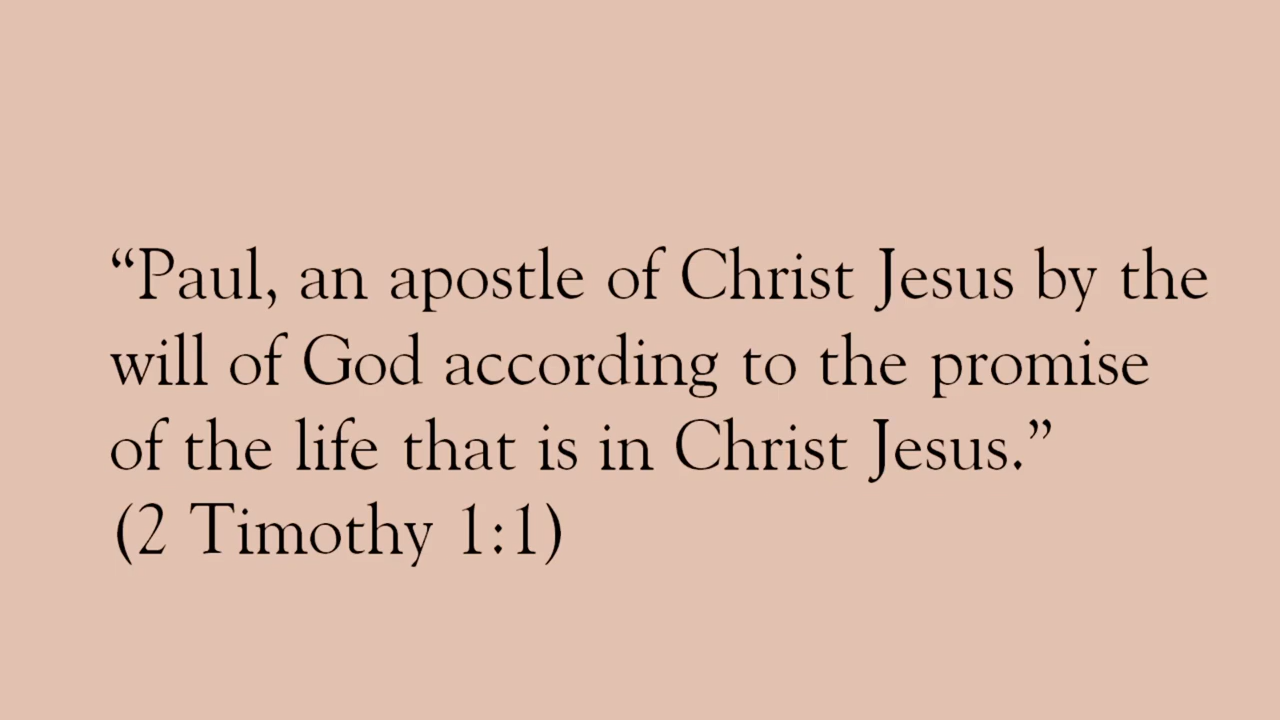 “Paul, an apostle of Christ Jesus by the
will of God according to the promise
of the life that is in Christ Jesus.”
(2 Timothy 1:1)